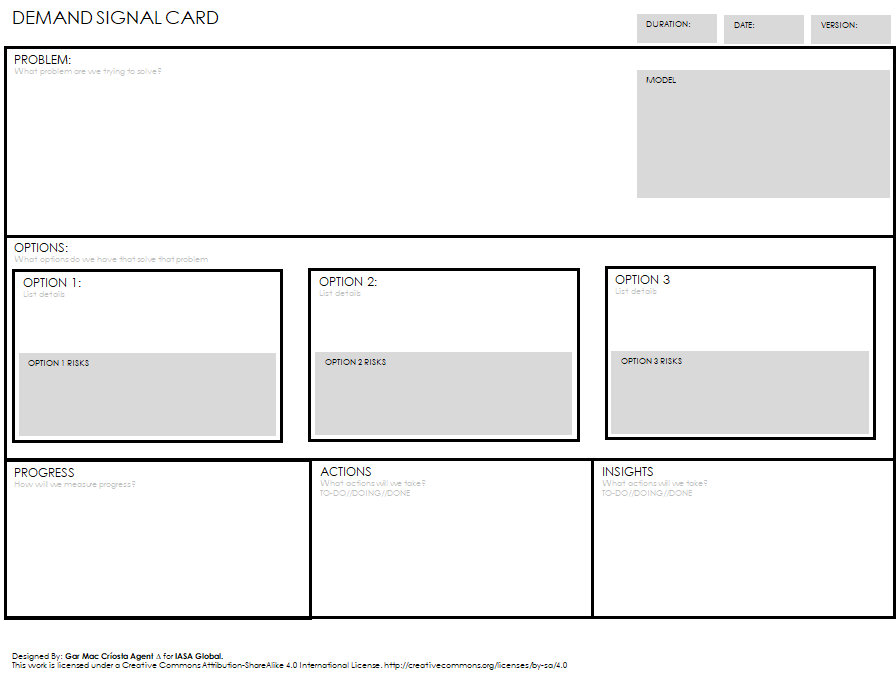 DEMAND SIGNAL CARD
DURATION:
DATE:
VERSION:
PROBLEM:
What problem are we trying to solve?
MODEL
OPTIONS:
What options do we have that solve that problem
OPTION 1:
List details
OPTION 1 RISKS
OPTION 2:
List details
OPTION 2 RISKS
OPTION 3
List details
OPTION 3 RISKS
PROGRESS
How will we measure progress?
ACTIONS
What actions will we take?
TO-DO//DOING//DONE
INSIGHTS
What actions will we take?
TO-DO//DOING//DONE
Designed By: Gar Mac Críosta Agent Δ for IASA Global.
This work is licensed under a Creative Commons Attribution-ShareAlike 4.0 International License. http://creativecommons.org/licenses/by-sa/4.0